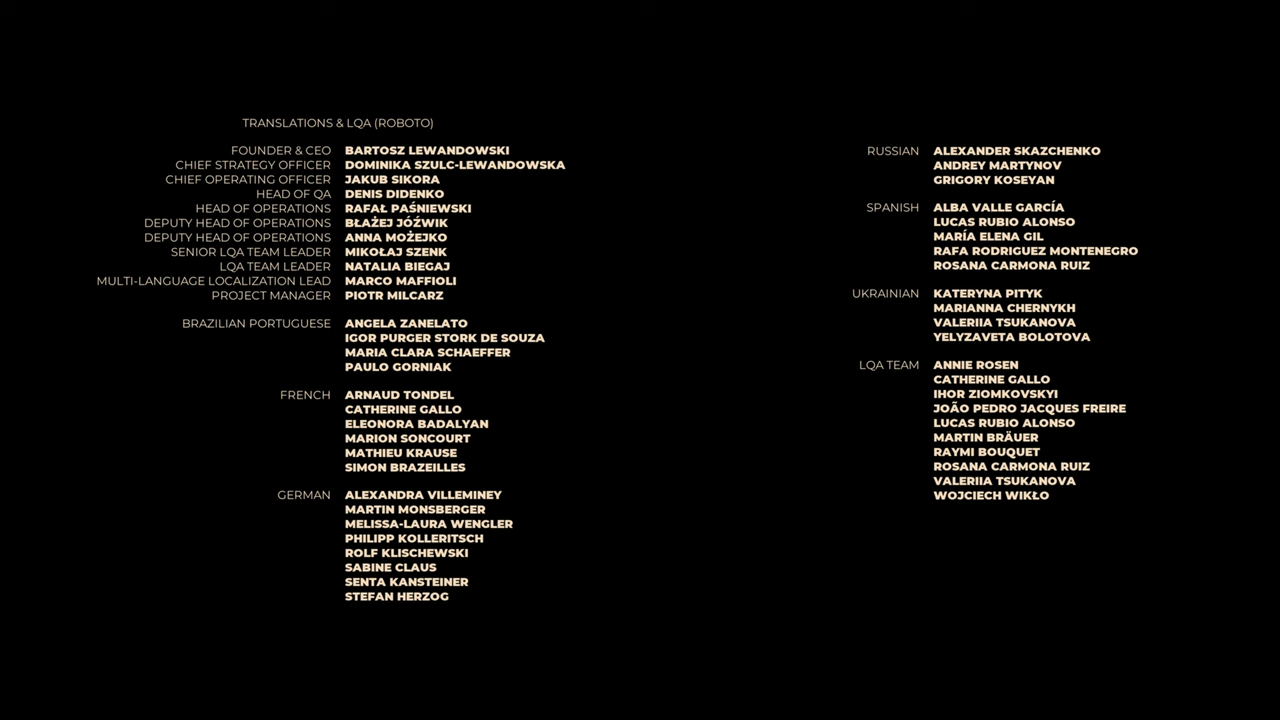 TRANSLATIONS & LQA (ROBOTO)
FOUNDER & CEO BARTOSZ LEWANDOWSKI
CHIEF STRATEGY OFFICER DOMINIKA SZULC-LEWANDOWSKA
CHIEF OPERATING OFFICER JAKUB SIKORA
HEAD OF QA DENIS DIDENKO
HEAD OF OPERATIONS RAFAŁ PAŚNIEWSKI
DEPUTY HEAD OF OPERATIONS BŁAŻEJ JÓŹWIK
DEPUTY HEAD OF OPERATIONS ANNA MOŻEJKO
SENIOR LQA TEAM LEADER MIKOŁAJ SZENK
LQA TEAM LEADER NATALIA BIEGAJ
MULTI-LANGUAGE LOCALIZATION LEAD MARCO MAFFIOLI
PROJECT MANAGER PIOTR MILCARZ
BRAZILIAN PORTUGUESE ANGELA ZANELATO
IGOR PURGER STORK DE SOUZA
MARIA CLARA SCHAEFFER
PAULO GORNIAK
FRENCH ARNAUD TONDEL
CATHERINE GALLO
ELEONORA BADALYAN
MARION SONCOURT
MATHIEU KRAUSE
SIMON BRAZEILLES
GERMAN ALEXANDRA VILLEMINEY
MARTIN MONSBERGER
MELISSA-LAURA WENGLER
PHILIPP KOLLERITSCH
ROLF KLISCHEWSKI
SABINE CLAUS
SENTA KANSTEINER
STEFAN HERZOG
RUSSIAN ALEXANDER SKAZCHENKO
ANDREY MARTYNOV
GRIGORY KOSEYAN
SPANISH ALBA VALLE GARCÍA
LUCAS RUBIO ALONSO
MARÍA ELENA GIL
RAFA RODRIGUEZ MONTENEGRO
ROSANA CARMONA RUIZ
UKRAINIAN KATERYNA PITYK
MARIANNA CHERNYKH
VALERIIA TSUKANOVA
YELYZAVETA BOLOTOVA
LQA TEAM ANNIE ROSEN
CATHERINE GALLO
IHOR ZIOMKOVSKYI
JOÃO PEDRO JACQUES FREIRE
LUCAS RUBIO ALONSO
MARTIN BRÄUER
RAYMI BOUQUET
ROSANA CARMONA RUIZ
VALERIIA TSUKANOVA
WOJCIECH WIKŁO